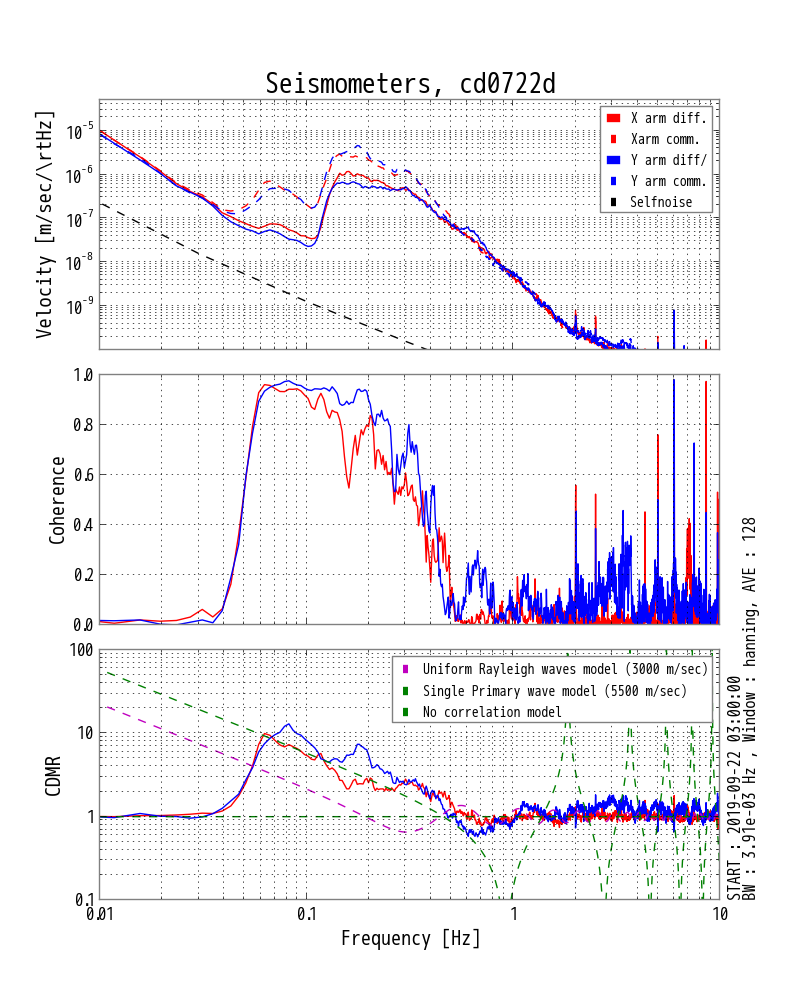 Seismometers, cd0722d
Velocity [m/sec/\rtHz]
10^-5
10^-6
10^-7
10^-8
10^-9
X arm diff.
Xarm comm.
Y arm diff/
Y arm comm.
Selfnoise
Coherence
1.0
0.8
0.6
0.4
0.2
0.0
CDMR
100
10
1
0.1
Uniform Rayleigh waves model (3000 m/sec)
Single Primary wave model (5500 m/sec)
No correlation model
0.01
0.1
1
10
Frequency [Hz]
START : 2019-09-22 03:00:00
BW : 3.91e-03 Hz , Window : hanning, AVE : 128